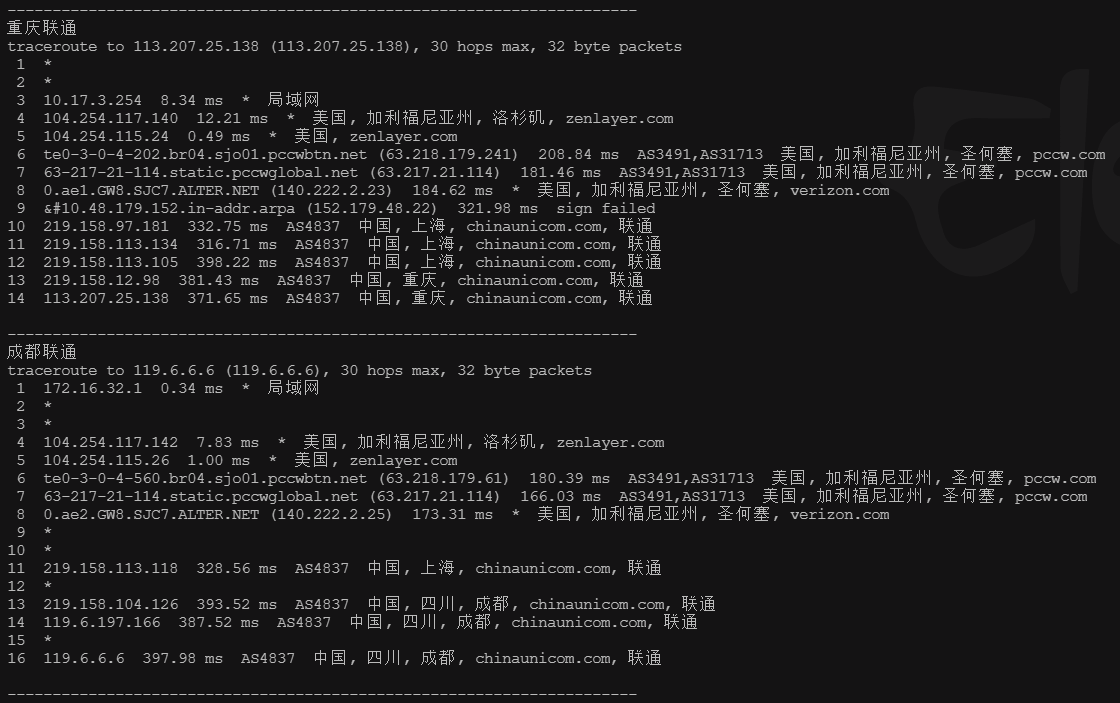 ----------------------------------------------------------------------
重庆联通
traceroute to 113.207.25.138 (113.207.25.138), 30 hops max, 32 byte packets
1  *
2  *
3  10.17.3.254  8.34 ms  *  局域网
4  104.254.117.140  12.21 ms  *  美国, 加利福尼亚州, 洛杉矶, zenlayer.com
5  104.254.115.24  0.49 ms  *  美国, zenlayer.com
6  te0-3-0-4-202.br04.sjo01.pccwbtn.net (63.218.179.241)  208.84 ms  AS3491,AS31713  美国, 加利福尼亚州, 圣何塞, pccw.com
7  63-217-21-114.static.pccwglobal.net (63.217.21.114)  181.46 ms  AS3491,AS31713  美国, 加利福尼亚州, 圣何塞, pccw.com
8  0.ae1.GW8.SJC7.ALTER.NET (140.222.2.23)  184.62 ms  *  美国, 加利福尼亚州, 圣何塞, verizon.com
9  &#10.48.179.152.in-addr.arpa (152.179.48.22)  321.98 ms  sign failed
10  219.158.97.181  332.75 ms  AS4837  中国, 上海, chinaunicom.com, 联通
11  219.158.113.134  316.71 ms  AS4837  中国, 上海, chinaunicom.com, 联通
12  219.158.113.105  398.22 ms  AS4837  中国, 上海, chinaunicom.com, 联通
13  219.158.12.98  381.43 ms  AS4837  中国, 重庆, chinaunicom.com, 联通
14  113.207.25.138  371.65 ms  AS4837  中国, 重庆, chinaunicom.com, 联通
----------------------------------------------------------------------
成都联通
traceroute to 119.6.6.6 (119.6.6.6), 30 hops max, 32 byte packets
1  172.16.32.1  0.34 ms  *  局域网
2  *
3  *
4  104.254.117.142  7.83 ms  *  美国, 加利福尼亚州, 洛杉矶, zenlayer.com
5  104.254.115.26  1.00 ms  *  美国, zenlayer.com
6  te0-3-0-4-560.br04.sjo01.pccwbtn.net (63.218.179.61)  180.39 ms  AS3491,AS31713  美国, 加利福尼亚州, 圣何塞, pccw.com
7  63-217-21-114.static.pccwglobal.net (63.217.21.114)  166.03 ms  AS3491,AS31713  美国, 加利福尼亚州, 圣何塞, pccw.com
8  0.ae2.GW8.SJC7.ALTER.NET (140.222.2.25)  173.31 ms  *  美国, 加利福尼亚州, 圣何塞, verizon.com
9  *
10  *
11  219.158.113.118  328.56 ms  AS4837  中国, 上海, chinaunicom.com, 联通
12  *
13  219.158.104.126  393.52 ms  AS4837  中国, 四川, 成都, chinaunicom.com, 联通
14  119.6.197.166  387.52 ms  AS4837  中国, 四川, 成都, chinaunicom.com, 联通
15  *
16  119.6.6.6  397.98 ms  AS4837  中国, 四川, 成都, chinaunicom.com, 联通
----------------------------------------------------------------------